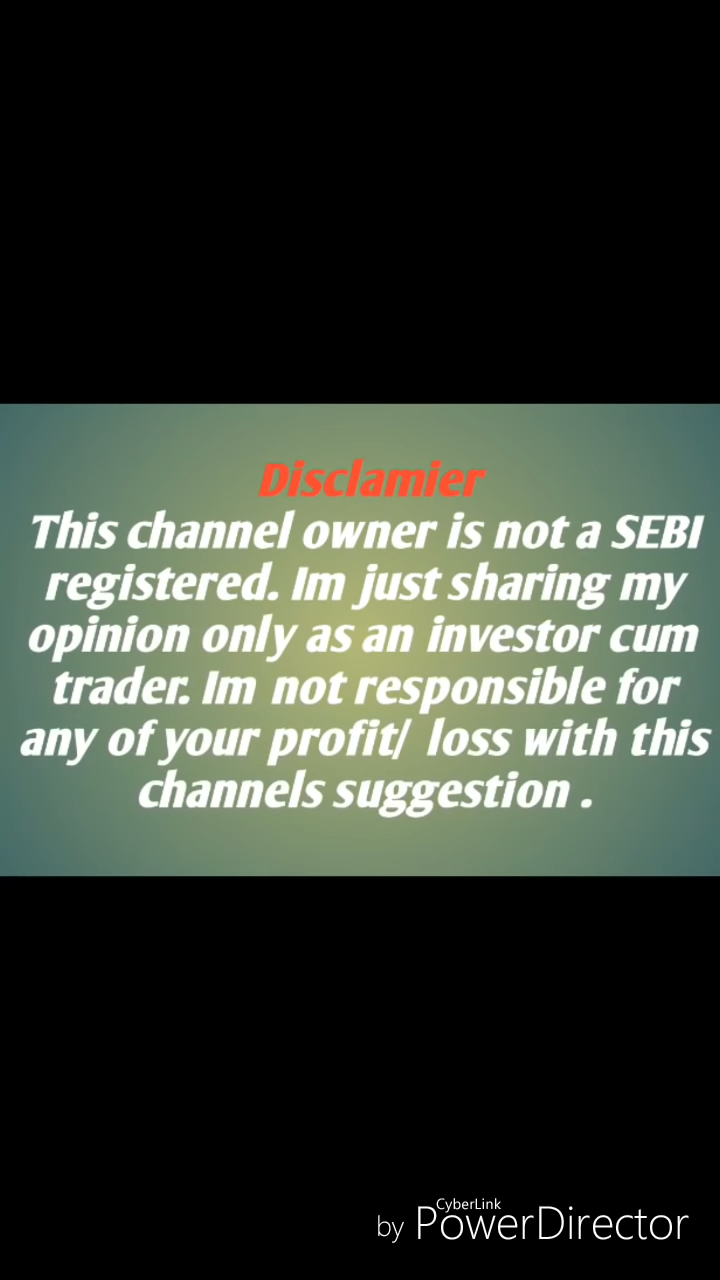 Disclamier
This channel owner is not a SEBI
registered. Im just sharing my
opinion only as an investor cum
trader. Im not responsible for
any of your profit/ loss with this
channels suggestion .
CyberLink
by PowerDirector